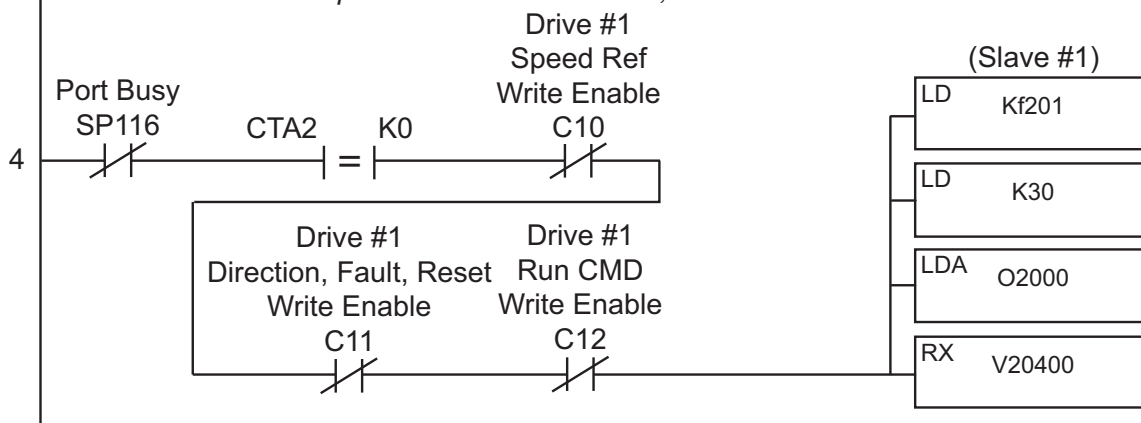 Drive #1
Speed Ref
Write Enable
C10
Port Busy
SP116
CTA2
=
K0
4
(Slave #1)
LD
Kf201
LD
K30
LDA
O2000
RX
V20400
Drive #1
Direction, Fault, Reset
Write Enable
C11
Drive #1
Run CMD
Write Enable
C12